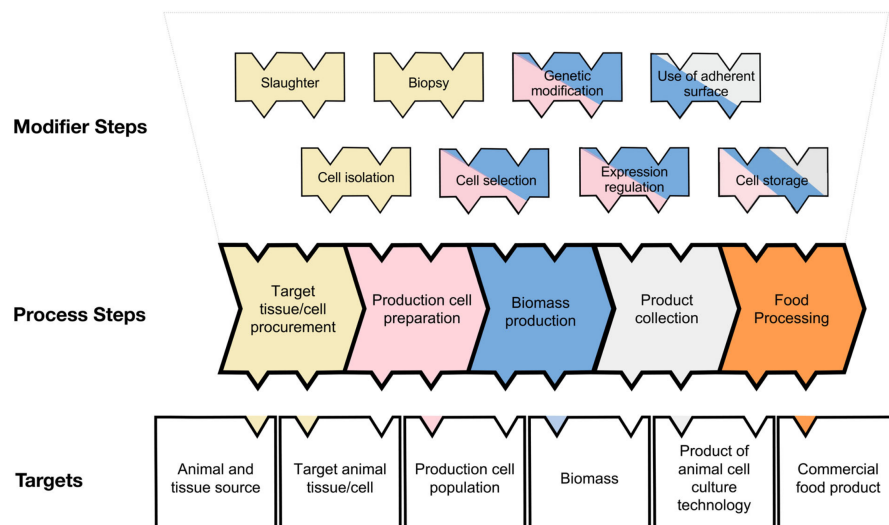 Modifier Steps
Slaughter
Biopsy
Genetic
modification
Use of adherent
surface
Cell isolation
Cell selection
Expression
regulation
Cell storage
Process Steps
Target
tissue/cell
procurement
Production cell
preparation
Biomass
production
Product
collection
Food
Processing
Targets
Animal and
tissue source
Target animal
tissue/cell
Production cell
population
Biomass
Product of
animal cell
culture
technology
Commercial
food product